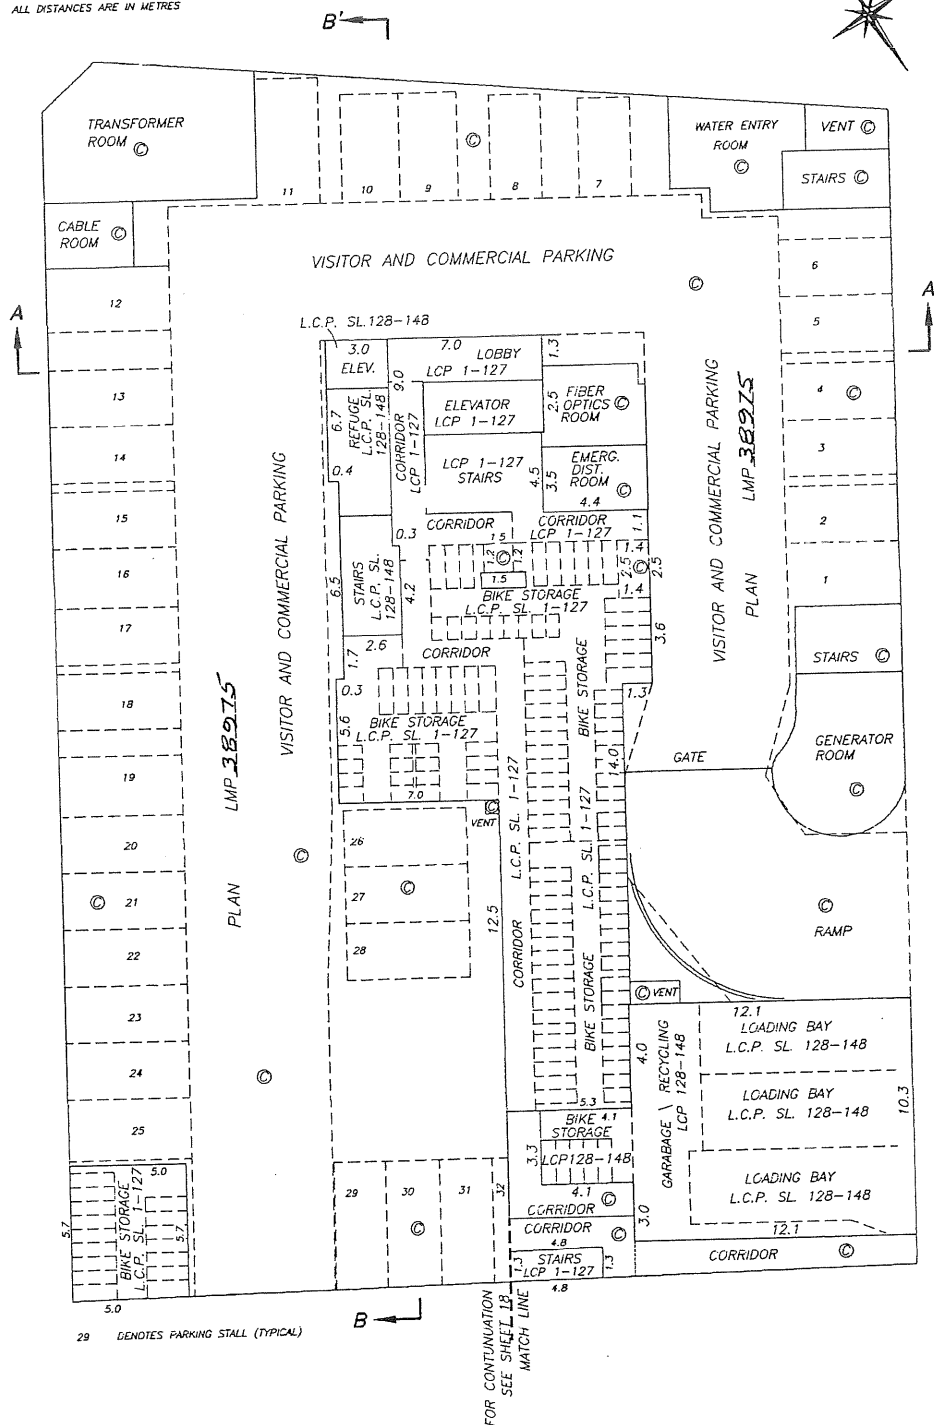 ALL DISTANCES ARE IN METRES
B'
TRANSFORMER
ROOM ©
11
10
9
©
8
7
WATER ENTRY
ROOM
©
VENT ©
STAIRS ©
CABLE
ROOM ©
VISITOR AND COMMERCIAL PARKING
©
6
5
4 ©
3
2
1
A
A
12
13
14
15
16
17
18
19
20
© 21
22
23
24
25
L.C.P. SL.128-148
3.0
ELEV.
7.0
LOBBY
LCP 1-127
1.3
9.0
6.7
REFUGE
L.C.P. SL.
128-148
0.4
CORRIDOR
LCP 1-127
ELEVATOR
LCP 1-127
2.5
FIBER
OPTICS ©
ROOM
LCP 1-127
STAIRS
4.5
3.5
EMERG.
DIST.
ROOM ©
4.4
CORRIDOR
0.3
1.5
CORRIDOR
LCP 1-127
1.1
1.2
©
1.2
1.5
1.4
2.5
©
2.5
1.4
6.5
STAIRS
L.C.P. SL.
128-148
4.2
BIKE STORAGE
L.C.P. SL. 1-127
3.6
2.6
1.7
CORRIDOR
0.3
5.6
BIKE STORAGE
L.C.P. SL. 1-127
7.0
1.3
14.0
VISITOR AND COMMERCIAL PARKING
PLAN LMP 38975
VISITOR AND COMMERCIAL PARKING
PLAN LMP 38975
STAIRS ©
GENERATOR
ROOM
©
GATE
©
RAMP
©
VENT
26
27 ©
28
©
©
12.5
CORRIDOR L.C.P. SL. 1-127
BIKE STORAGE
BIKE STORAGE L.C.P. SL. 1-127
BIKE STORAGE
© VENT
12.1
LOADING BAY
L.C.P. SL. 128-148
LOADING BAY
L.C.P. SL. 128-148
LOADING BAY
L.C.P. SL. 128-148
12.1
10.3
4.0
GARABAGE \ RECYCLING
LCP 128-148
3.0
5.3
BIKE 4.1
STORAGE
3.3
LCP128-148
4.1
CORRIDOR ©
CORRIDOR ©
4.8
1.3
STAIRS
LCP 1-127
1.3
4.8
CORRIDOR ©
29
30
31
32
©
5.0
5.7
BIKE STORAGE
L.C.P. SL. 1-127
5.7
5.0
B
29 DENOTES PARKING STALL (TYPICAL)
FOR CONTUNUATION
SEE SHEET 18
MATCH LINE